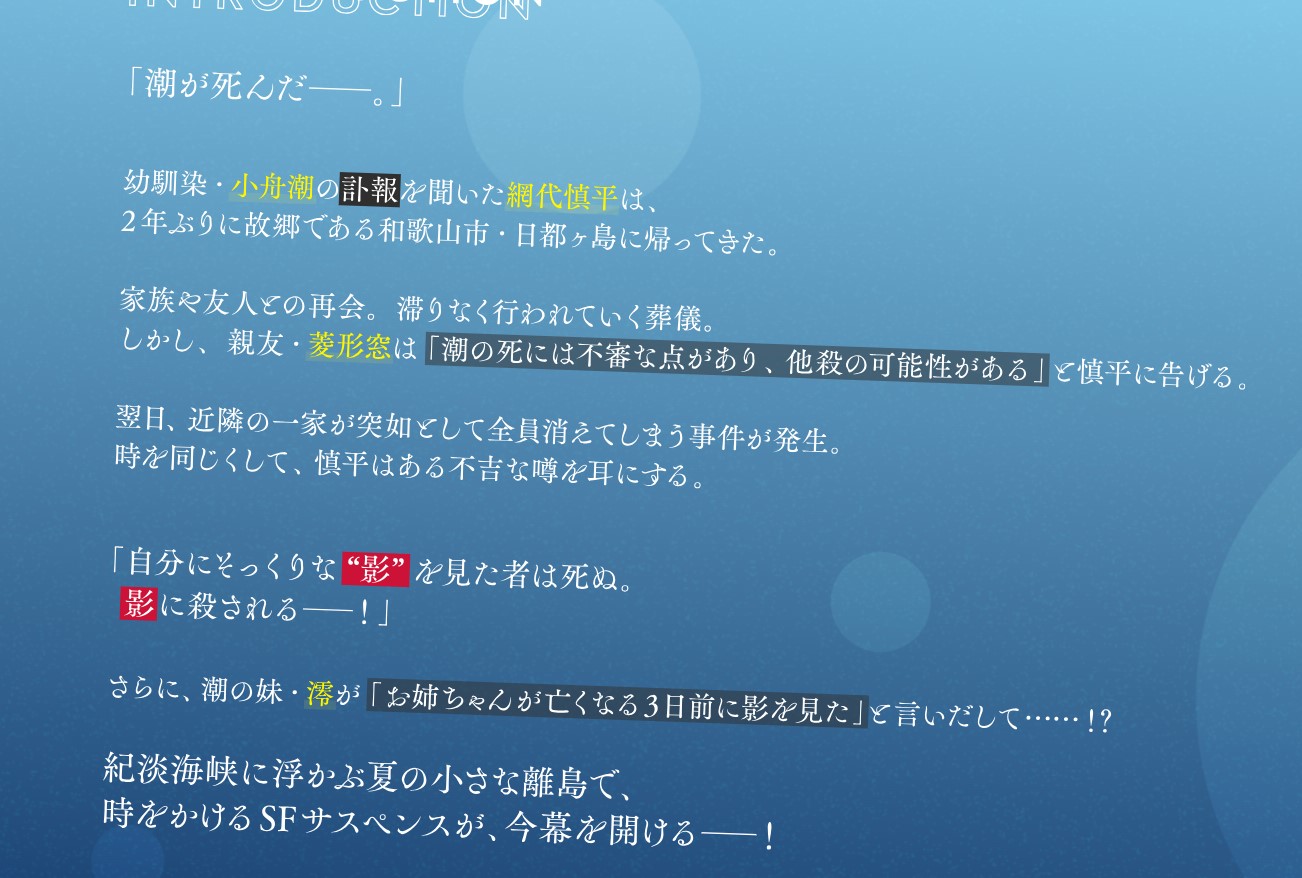 INTRODUCTION
「潮が死んだ――。」
幼馴染・小舟潮の訃報を聞いた網代慎平は、
2年ぶりに故郷である和歌山市・日都ヶ島に帰ってきた。
家族や友人との再会。滞りなく行われていく葬儀。
しかし、親友・菱形窓は「潮の死には不審な点があり、他殺の可能性がある」と慎平に告げる。
翌日、近隣の一家が突如として全員消えてしまう事件が発生。
時を同じくして、慎平はある不吉な噂を耳にする。
「自分にそっくりな“影”を見た者は死ぬ。
影に殺される――！」
さらに、潮の妹・澪が「お姉ちゃんが亡くなる3日前に影を見た」と言いだして……！？
紀淡海峡に浮かぶ夏の小さな離島で、
時をかけるSFサスペンスが、今幕を開ける――！